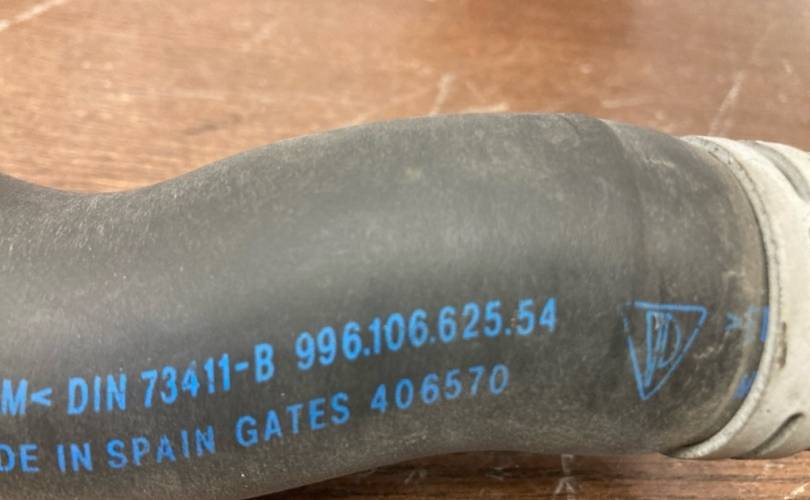 M< DIN 73411-B 996.106.625.54
DE IN SPAIN GATES 406570